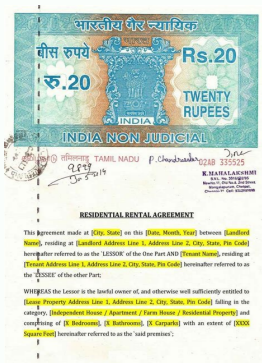 भारतीय गैर न्यायिक
बीस रुपये
Rs.20
रु.20
TWENTY
RUPEES
INDIA
INDIA NON JUDICIAL
தமிழ்நாடு तमिलनाडु TAMIL NADU
02AB 335525
K.MAHALAKSHMI
RESIDENTIAL RENTAL AGREEMENT
This Agreement made at [City, State] on this [Date, Month, Year] between [Landlord
Name], residing at [Landlord Address Line 1, Address Line 2, City, State, Pin Code]
hereinafter referred to as the 'LESSOR' of the One Part AND [Tenant Name], residing at
[Tenant Address Line 1, Address Line 2, City, State, Pin Code] hereinafter referred to as
the 'LESSEE' of the other Part;
WHEREAS the Lessor is the lawful owner of, and otherwise well sufficiently entitled to
[Lease Property Address Line 1, Address Line 2, City, State, Pin Code] falling in the
category, [Independent House / Apartment / Farm House / Residential Property] and
comprising of [X Bedrooms], [X Bathrooms], [X Carparks] with an extent of [XXXX
Square Feet] hereinafter referred to as the 'said premises';